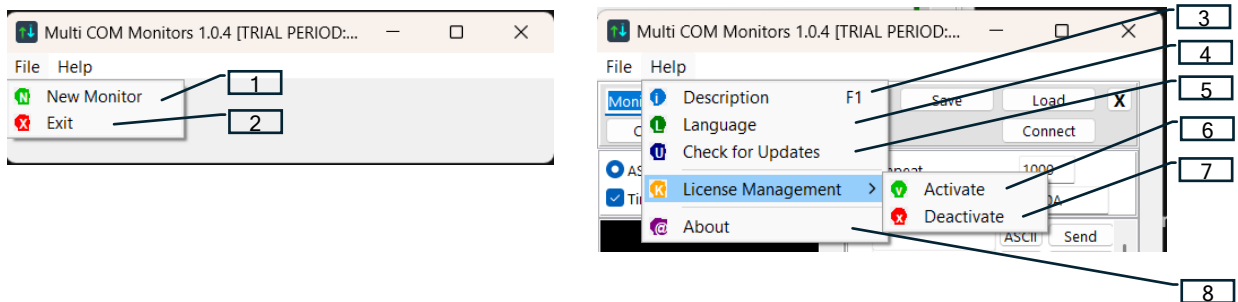 Multi COM Monitors 1.0.4 [TRIAL PERIOD:...
File Help
New Monitor
Exit
1
2
Multi COM Monitors 1.0.4 [TRIAL PERIOD:...
File Help
Moni Save Load X
Description F1
Language
Connect
Check for Updates
1000
License Management
Activate
Deactivate
About
ASCII Send
3
4
5
6
7
8